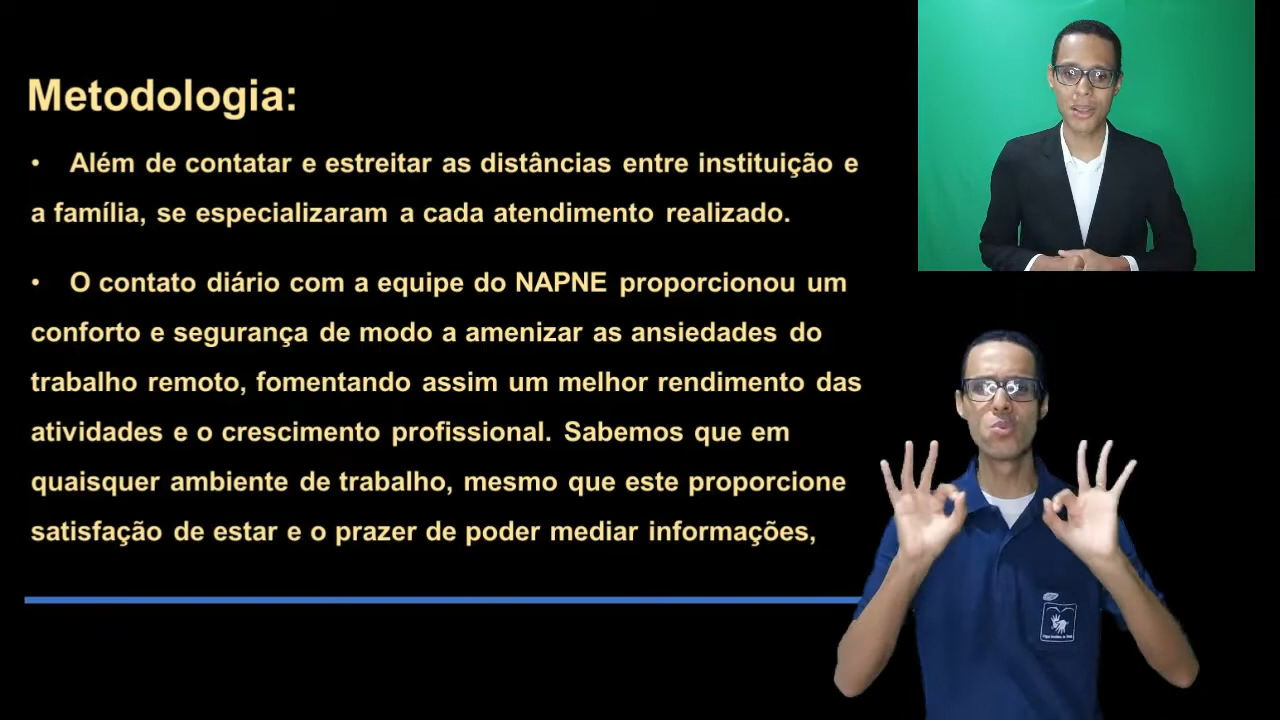 Metodologia:
• Além de contatar e estreitar as distâncias entre instituição e
a família, se especializaram a cada atendimento realizado.
• O contato diário com a equipe do NAPNE proporcionou um
conforto e segurança de modo a amenizar as ansiedades do
trabalho remoto, fomentando assim um melhor rendimento das
atividades e o crescimento profissional. Sabemos que em
quaisquer ambiente de trabalho, mesmo que este proporcione
satisfação de estar e o prazer de poder mediar informações,